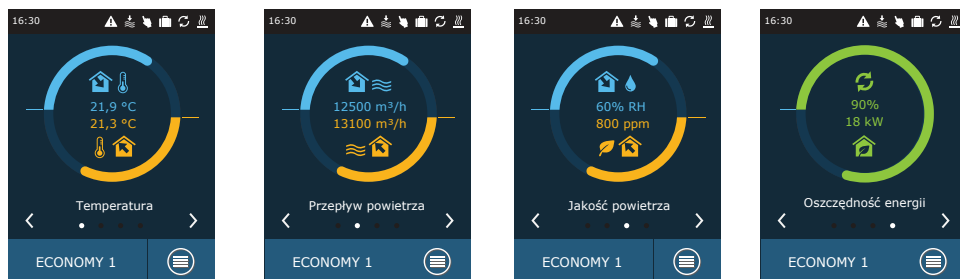 16:30
21,9 °C
21,3 °C
Temperatura
ECONOMY 1
16:30
12500 m³/h
13100 m³/h
Przepływ powietrza
ECONOMY 1
16:30
60% RH
800 ppm
Jakość powietrza
ECONOMY 1
16:30
90%
18 kW
Oszczędność energii
ECONOMY 1